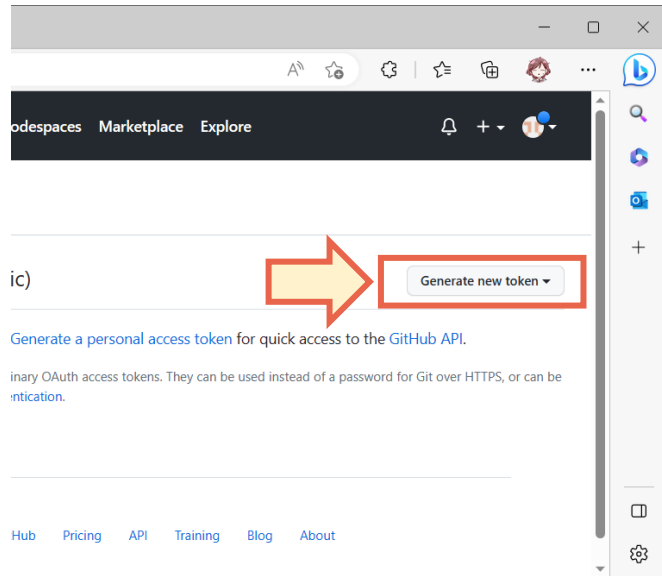 odespaces Marketplace Explore
ic)
Generate new token
Generate a personal access token for quick access to the GitHub API.
inary OAuth access tokens. They can be used instead of a password for Git over HTTPS, or can be
entication.
Hub Pricing API Training Blog About